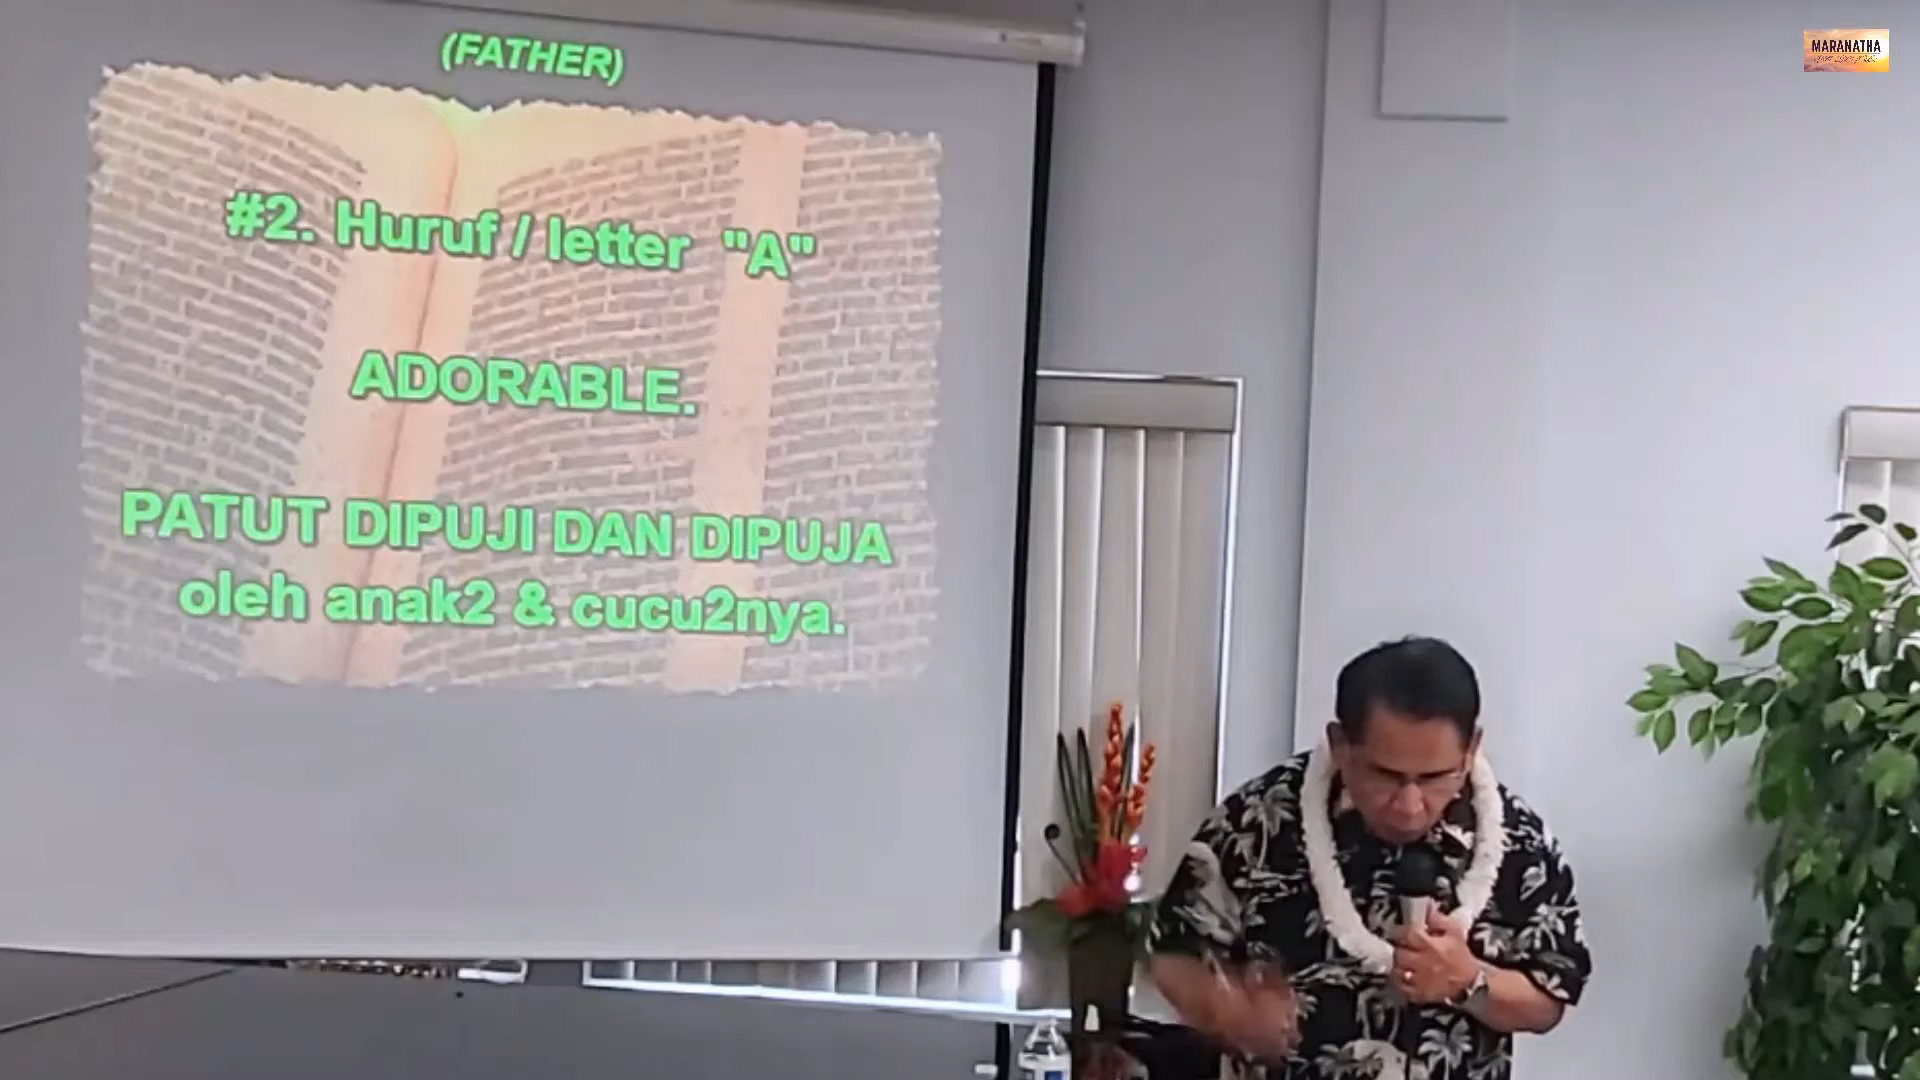 (FATHER)
#2. Huruf / letter "A"
ADORABLE.
PATUT DIPUJI DAN DIPUJA
oleh anak2 & cucu2nya.
MARANATHA